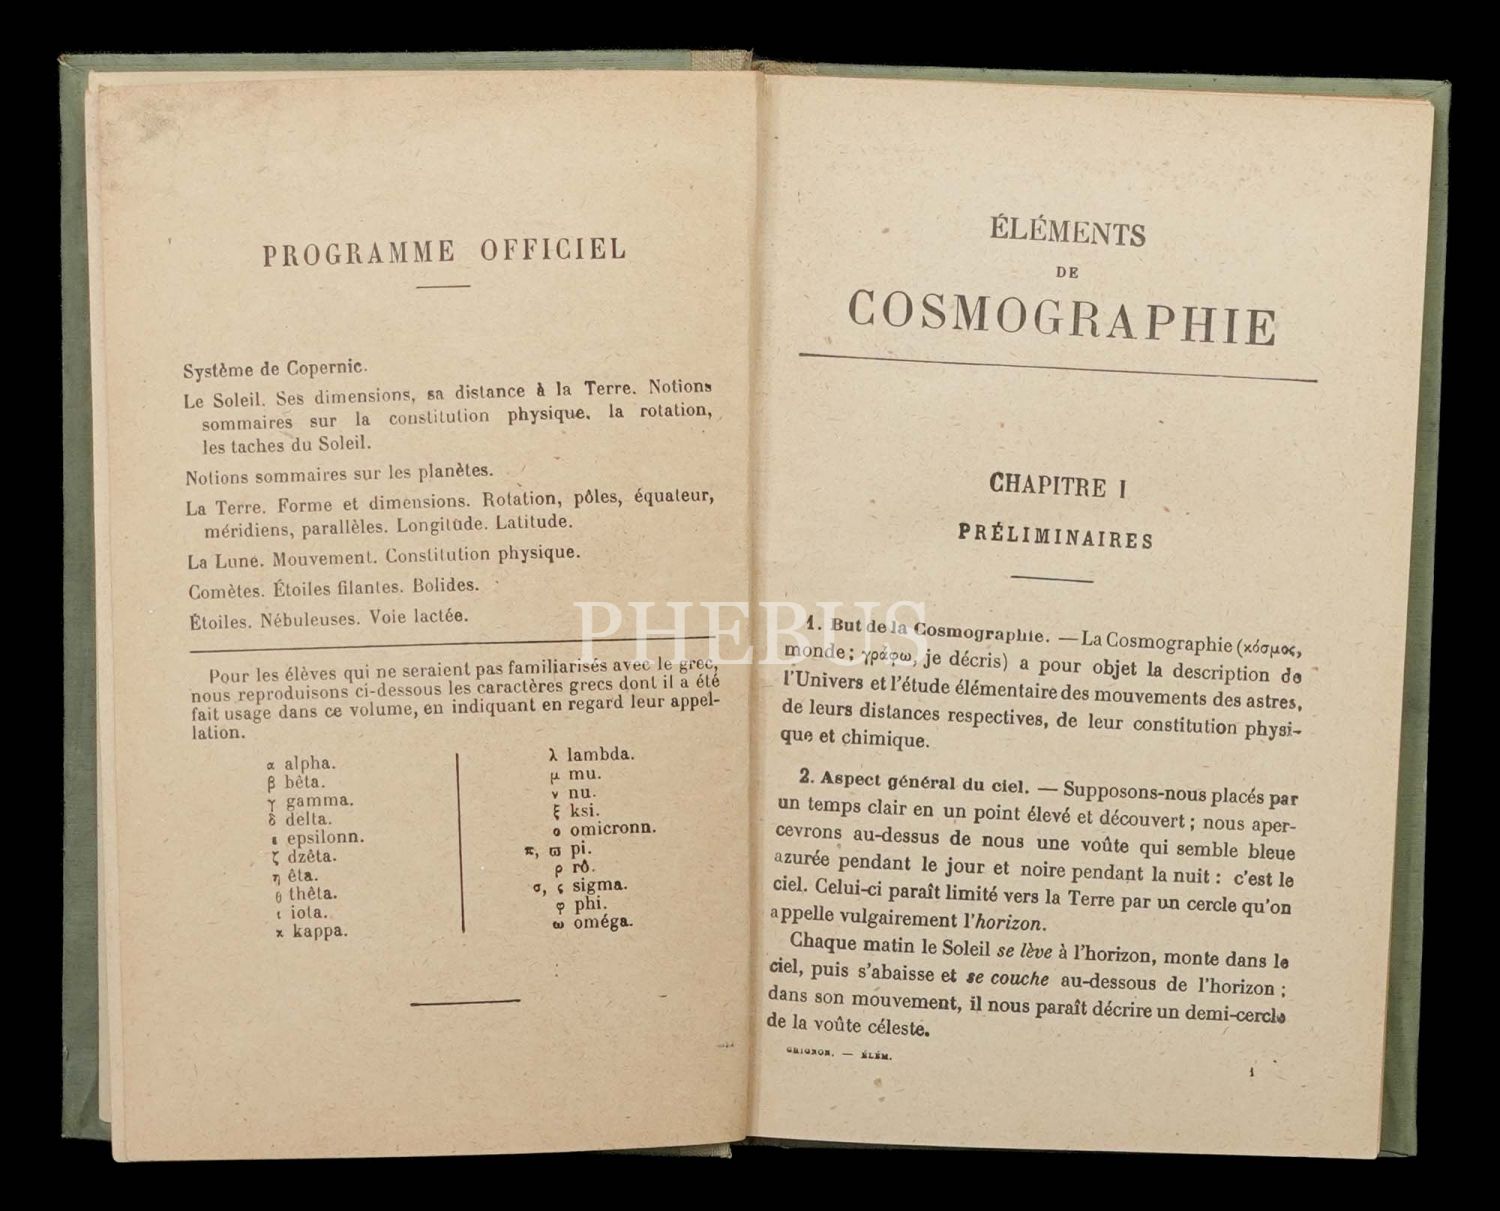 PROGRAMME OFFICIEL
Système de Copernic.
Le Soleil. Ses dimensions, sa distance à la Terre. Notions
sommaires sur la constitution physique, la rotation,
les taches du Soleil.
Notions sommaires sur les planètes.
La Terre. Forme et dimensions. Rotation, pôles, équateur,
méridiens, parallèles. Longitude. Latitude.
La Lune. Mouvement. Constitution physique.
Comètes. Étoiles filantes. Bolides.
Étoiles. Nébuleuses. Voie lactée.
Pour les élèves qui ne seraient pas familiarisés avec le grec,
nous reproduisons ci-dessous les caractères grecs dont il a été
fait usage dans ce volume, en indiquant en regard leur appel-
lation.
α alpha.
β bêta.
γ gamma.
δ delta.
ε epsilonn.
ζ dzêta.
η êta.
θ thêta.
ι iota.
ϰ kappa.
λ lambda.
μ mu.
ν nu.
ξ ksi.
ο omicronn.
π, ϖ pi.
ρ rô.
σ, ς sigma.
φ phi.
ω oméga.
ÉLÉMENTS
DE
COSMOGRAPHIE
CHAPITRE I
PRÉLIMINAIRES
1. But de la Cosmographie. — La Cosmographie (κόσμος,
monde; γράφω, je décris) a pour objet la description de
l'Univers et l'étude élémentaire des mouvements des astres,
de leurs distances respectives, de leur constitution physi-
que et chimique.
2. Aspect général du ciel. — Supposons-nous placés par
un temps clair en un point élevé et découvert; nous aper-
cevrons au-dessus de nous une voûte qui semble bleue
azurée pendant le jour et noire pendant la nuit : c'est le
ciel. Celui-ci paraît limité vers la Terre par un cercle qu'on
appelle vulgairement l'horizon.
Chaque matin le Soleil se lève à l'horizon, monte dans le
ciel, puis s'abaisse et se couche au-dessous de l'horizon;
dans son mouvement, il nous paraît décrire un demi-cercle
de la voûte céleste.
GRIGNON. — ÉLÉM.
1
PHEBUS